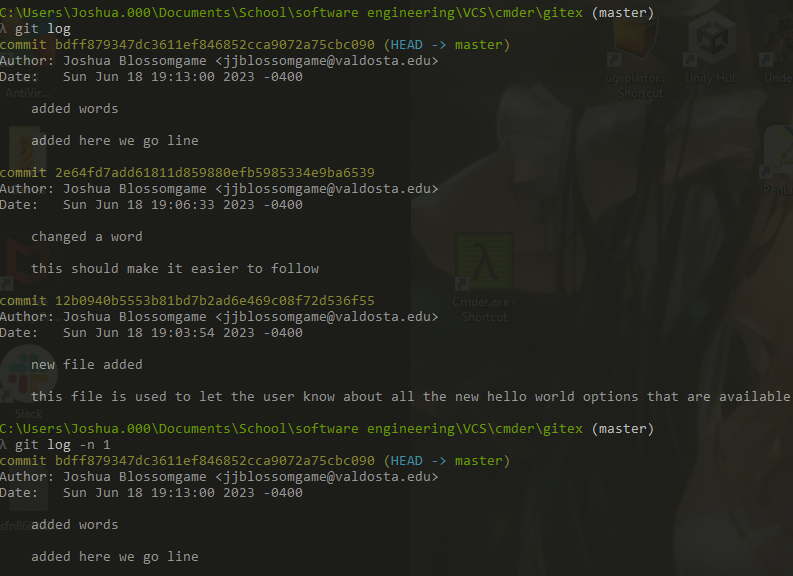 C:\Users\Joshua.000\Documents\School\software engineering\VCS\cmder\gitex (master)
λ git log
commit bdff879347dc3611ef846852cca9072a75cbc090 (HEAD -> master)
Author: Joshua Blossomgame <jjblossomgame@valdosta.edu>
Date:   Sun Jun 18 19:13:00 2023 -0400
ugsplatfor... - Shortcut
Unity Hub
Unde
AntiVir...
added words
added here we go line
commit 2e64fd7add61811d859880efb5985334e9ba6539
Author: Joshua Blossomgame <jjblossomgame@valdosta.edu>
Date:   Sun Jun 18 19:06:33 2023 -0400
changed a word
this should make it easier to follow
commit 12b0940b5553b81bd7b2ad6e469c08f72d536f55
Cmder.exe - Shortcut
Author: Joshua Blossomgame <jjblossomgame@valdosta.edu>
Date:   Sun Jun 18 19:03:54 2023 -0400
new file added
this file is used to let the user know about all the new hello world options that are available
Slack
C:\Users\Joshua.000\Documents\School\software engineering\VCS\cmder\gitex (master)
λ git log -n 1
commit bdff879347dc3611ef846852cca9072a75cbc090 (HEAD -> master)
Author: Joshua Blossomgame <jjblossomgame@valdosta.edu>
Date:   Sun Jun 18 19:13:00 2023 -0400
added words
added here we go line